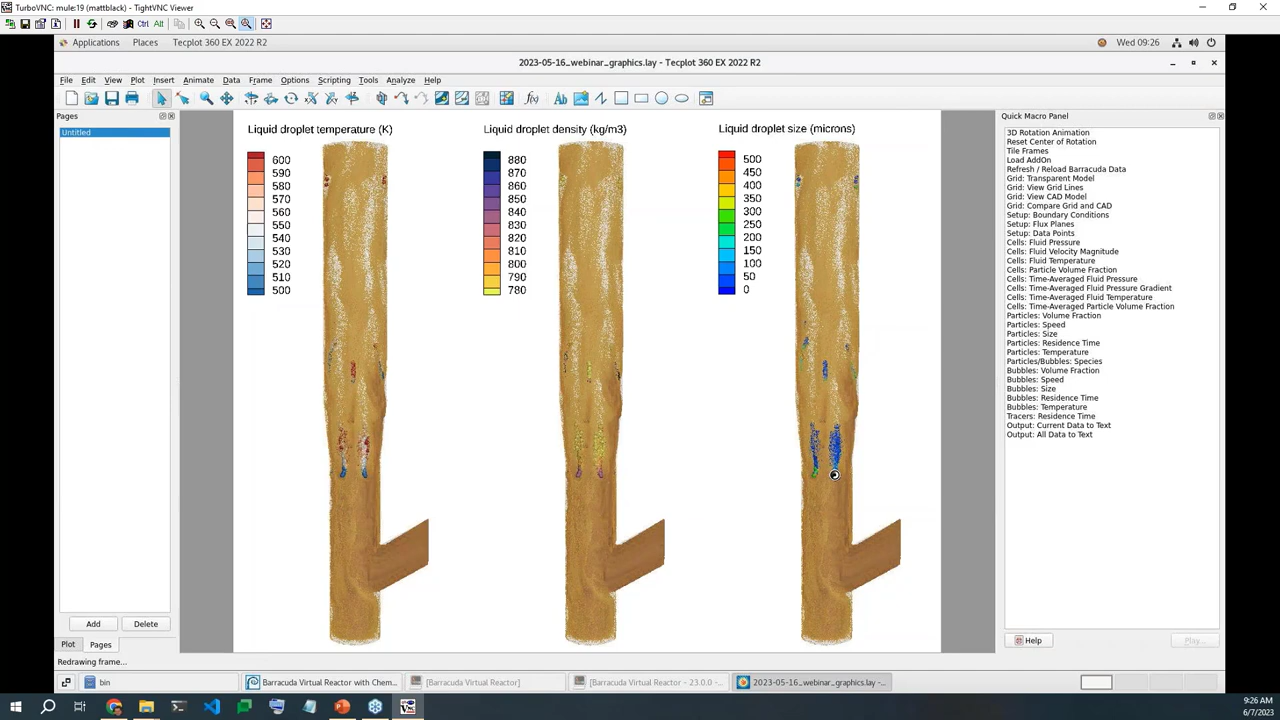 TurboVNC: mule:19 (mattblack) - TightVNC Viewer
Ctrl Alt
Applications Places Tecplot 360 EX 2022 R2 Wed 09:26
2023-05-16_webinar_graphics.lay - Tecplot 360 EX 2022 R2
File Edit View Plot Insert Animate Data Frame Options Scripting Tools Analyze Help
Pages
Untitled
Add Delete
Plot Pages
Redrawing frame...
Liquid droplet temperature (K)
600
590
580
570
560
550
540
530
520
510
500
Liquid droplet density (kg/m3)
880
870
860
850
840
830
820
810
800
790
780
Liquid droplet size (microns)
500
450
400
350
300
250
200
150
100
50
0
Quick Macro Panel
3D Rotation Animation
Reset Center of Rotation
Tile Frames
Load AddOn
Refresh / Reload Barracuda Data
Grid: Transparent Model
Grid: View Grid Lines
Grid: View CAD Model
Grid: Compare Grid and CAD
Setup: Boundary Conditions
Setup: Flux Planes
Setup: Data Points
Cells: Fluid Pressure
Cells: Fluid Velocity Magnitude
Cells: Fluid Temperature
Cells: Particle Volume Fraction
Cells: Time-Averaged Fluid Pressure
Cells: Time-Averaged Fluid Pressure Gradient
Cells: Time-Averaged Fluid Temperature
Cells: Time-Averaged Particle Volume Fraction
Particles: Volume Fraction
Particles: Speed
Particles: Size
Particles: Residence Time
Particles: Temperature
Particles/Bubbles: Species
Bubbles: Volume Fraction
Bubbles: Speed
Bubbles: Size
Bubbles: Residence Time
Bubbles: Temperature
Tracers: Residence Time
Output: Current Data to Text
Output: All Data to Text
Help Play...
bin Barracuda Virtual Reactor with Chem... [Barracuda Virtual Reactor] [Barracuda Virtual Reactor - 23.0.0 -... 2023-05-16_webinar_graphics.lay -...
9:26 AM
6/7/2023